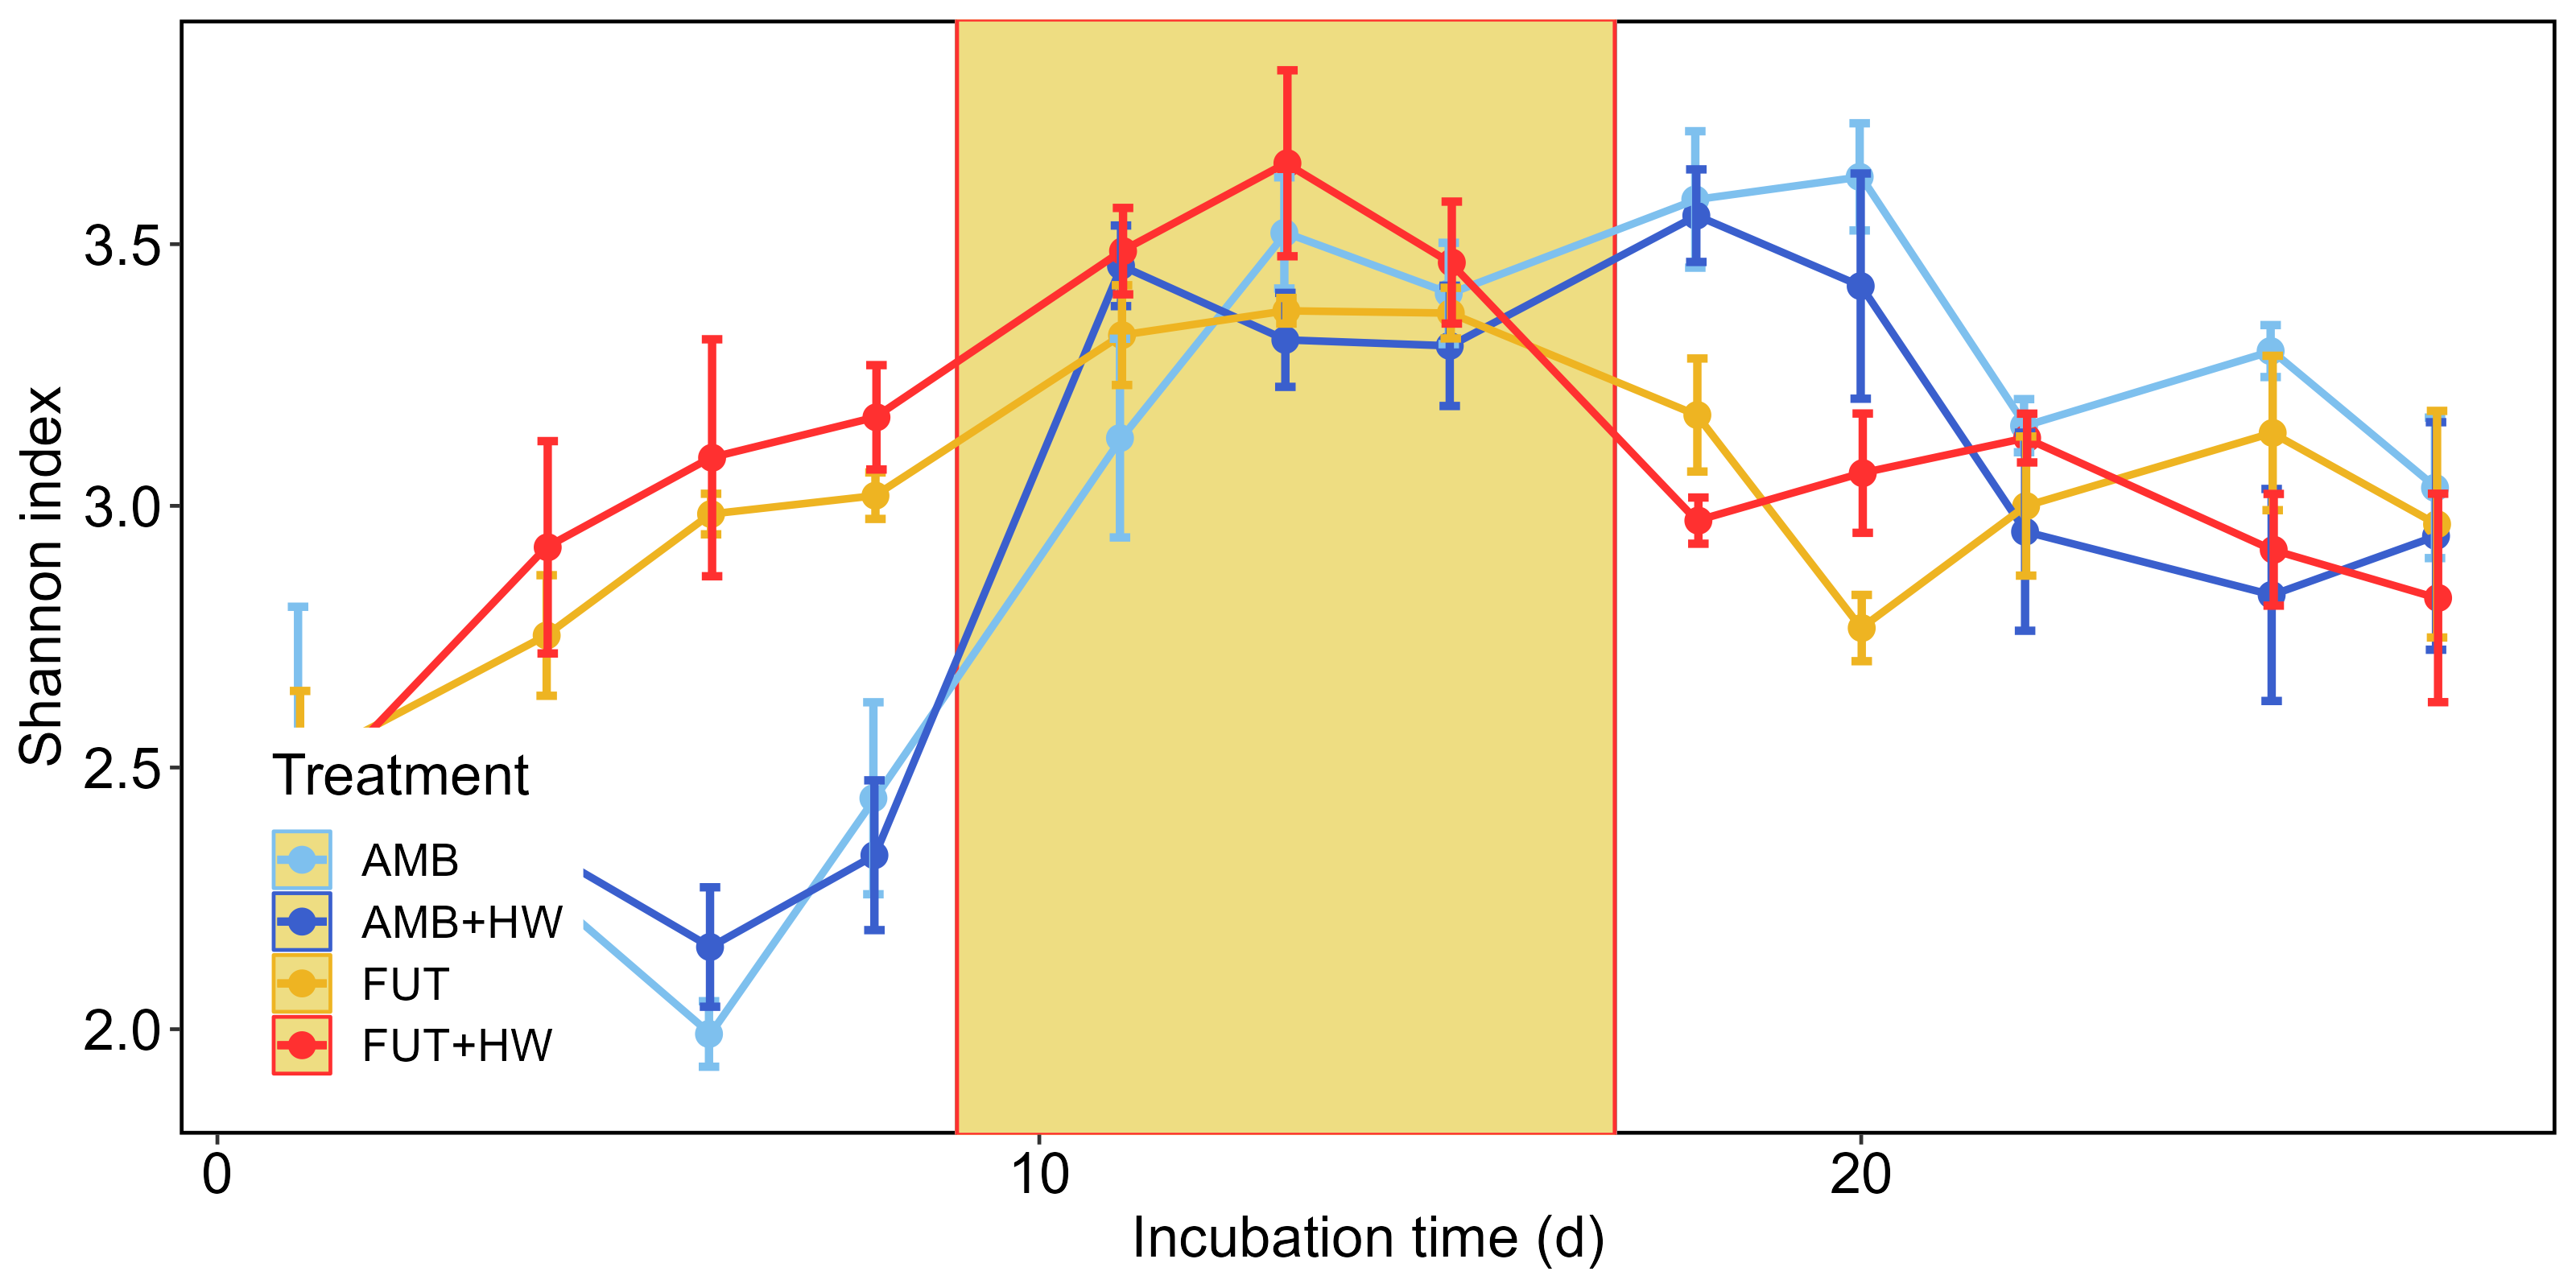 Shannon index
3.5
3.0
2.5
2.0
Treatment
AMB
AMB+HW
FUT
FUT+HW
0 10 20
Incubation time (d)